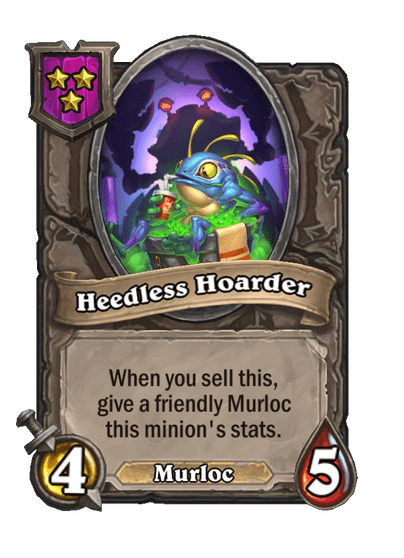 Heedless Hoarder
When you sell this,
give a friendly Murloc
this minion's stats.
4
Murloc
5